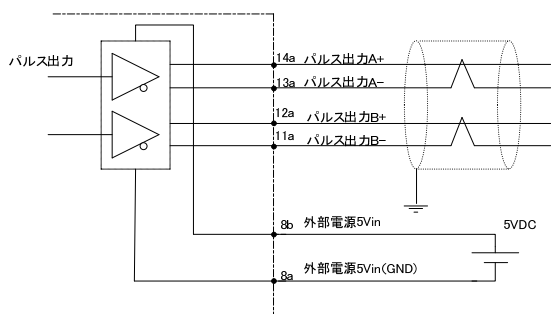 パルス出力
14a パルス出力A+
13a パルス出力A-
12a パルス出力B+
11a パルス出力B-
8b 外部電源5Vin
5VDC
8a 外部電源5Vin(GND)